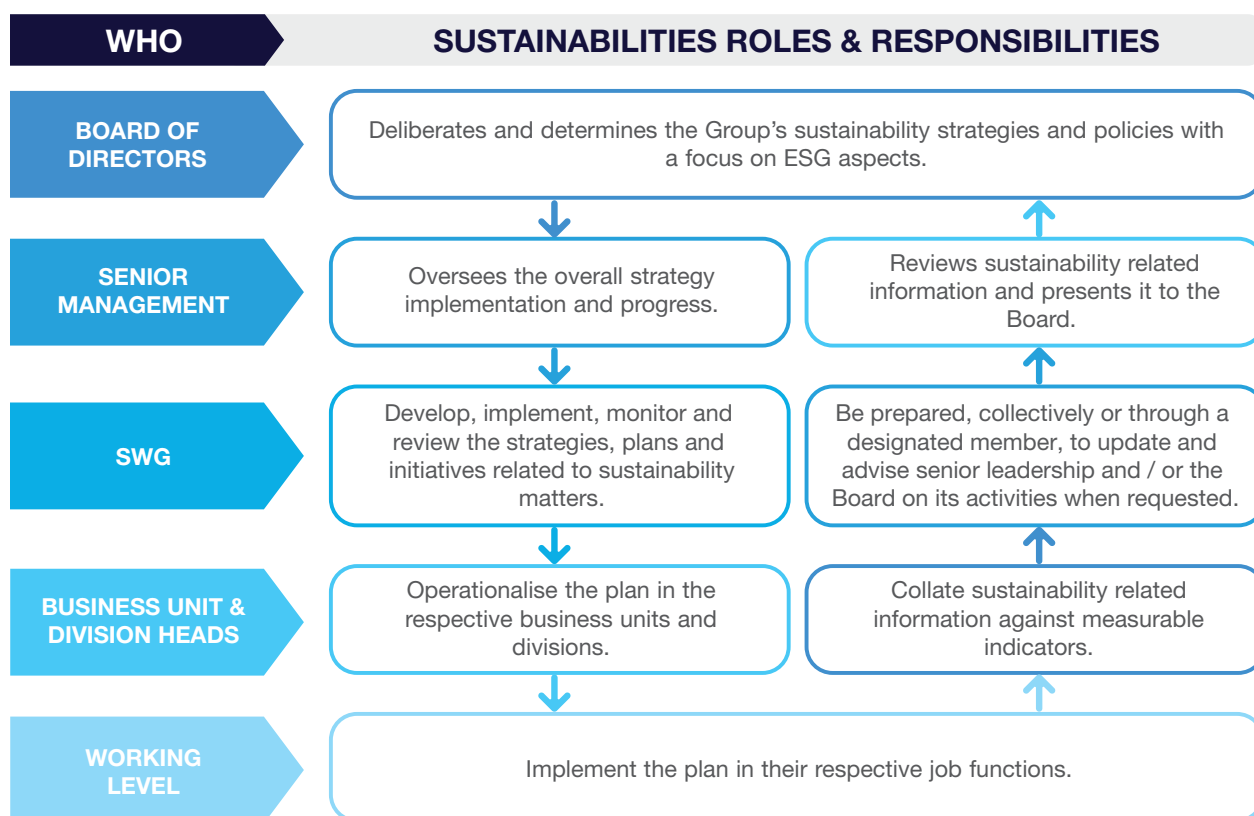 WHO
SUSTAINABILITIES ROLES & RESPONSIBILITIES
BOARD OF
DIRECTORS
Deliberates and determines the Group's sustainability strategies and policies with
a focus on ESG aspects.
SENIOR
MANAGEMENT
Oversees the overall strategy
implementation and progress.
Reviews sustainability related
information and presents it to the
Board.
SWG
Develop, implement, monitor and
review the strategies, plans and
initiatives related to sustainability
matters.
Be prepared, collectively or through a
designated member, to update and
advise senior leadership and / or the
Board on its activities when requested.
BUSINESS UNIT &
DIVISION HEADS
Operationalise the plan in the
respective business units and
divisions.
Collate sustainability related
information against measurable
indicators.
WORKING
LEVEL
Implement the plan in their respective job functions.